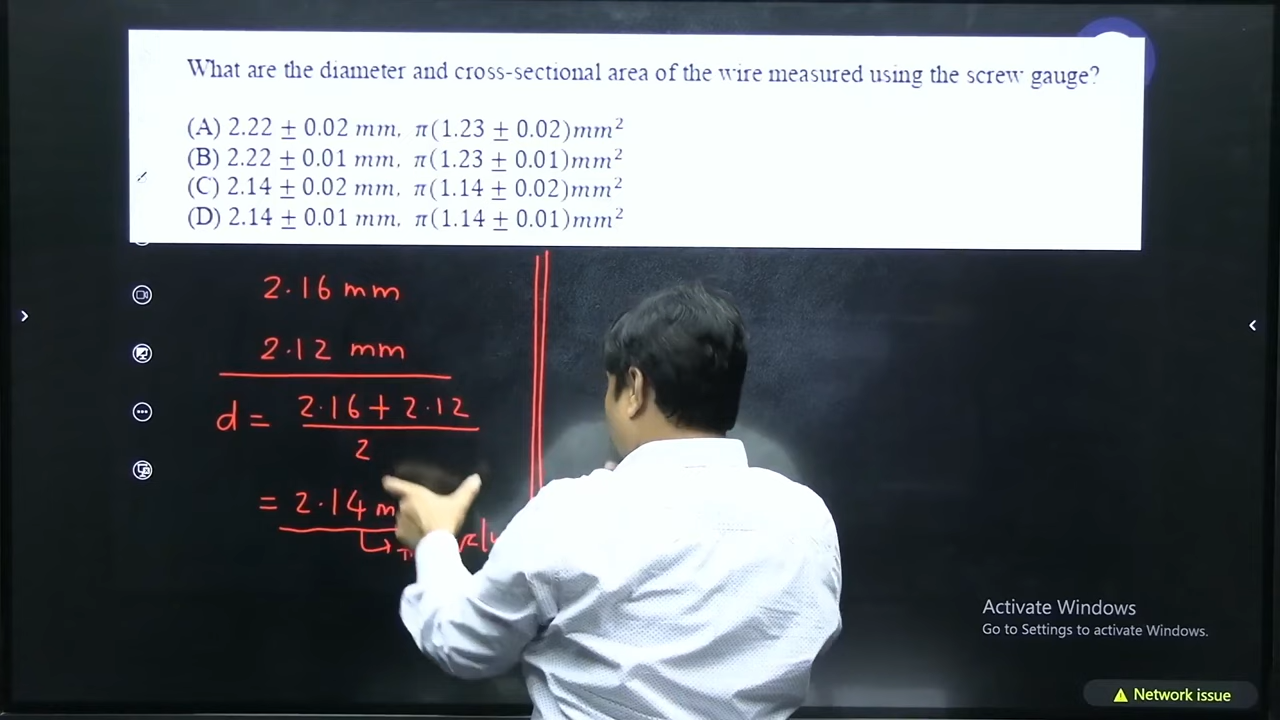 What are the diameter and cross-sectional area of the wire measured using the screw gauge?
(A) 2.22 ± 0.02 mm, π(1.23 ± 0.02)mm²
(B) 2.22 ± 0.01 mm, π(1.23 ± 0.01)mm²
(C) 2.14 ± 0.02 mm, π(1.14 ± 0.02)mm²
(D) 2.14 ± 0.01 mm, π(1.14 ± 0.01)mm²
2.16 mm
2.12 mm
d = 2.16 + 2.12
2
= 2.14
Activate Windows
Go to Settings to activate Windows.
Network issue